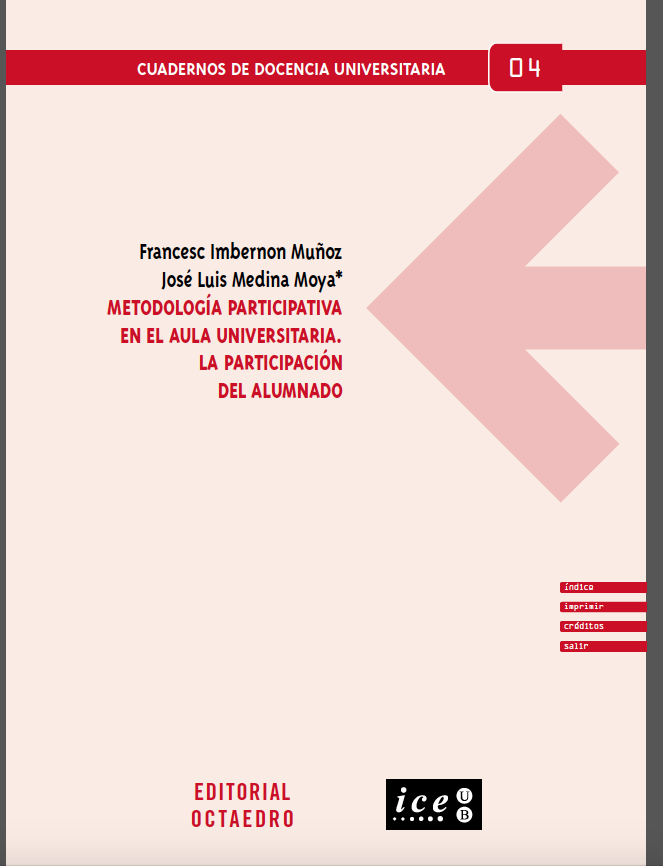 CUADERNOS DE DOCENCIA UNIVERSITARIA
04
Francesc Imbernon Muñoz
José Luis Medina Moya*
METODOLOGÍA PARTICIPATIVA
EN EL AULA UNIVERSITARIA.
LA PARTICIPACIÓN
DEL ALUMNADO
índice
imprimir
créditos
salir
EDITORIAL
OCTAEDRO
ice
U
B